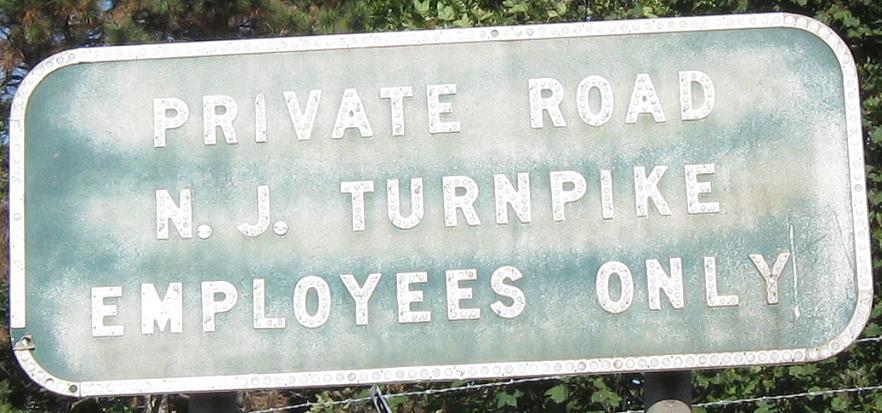 PRIVATE ROAD
N. J. TURNPIKE
EMPLOYEES ONLY